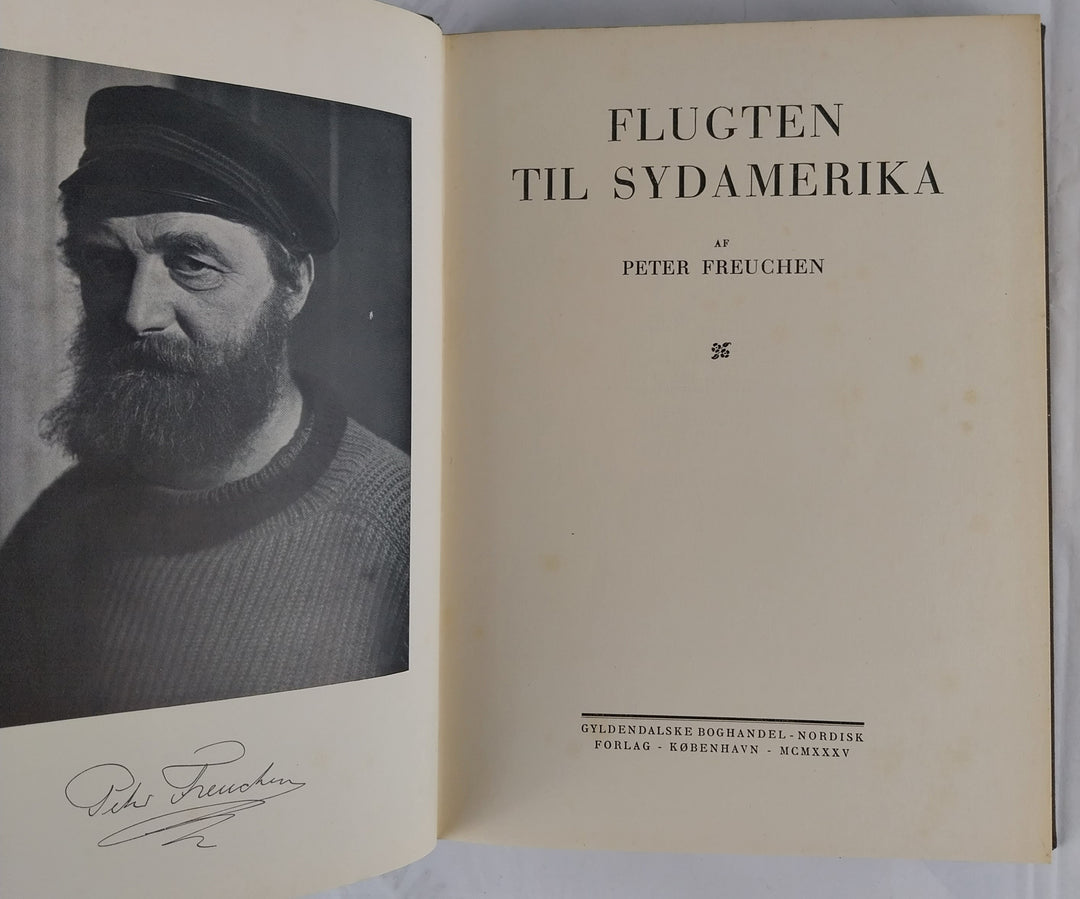 Peter Freuchen
FLUGTEN
TIL SYDAMERIKA
AF
PETER FREUCHEN
GYLDENDALSKE BOGHANDEL - NORDISK
FORLAG - KØBENHAVN - MCMXXXV